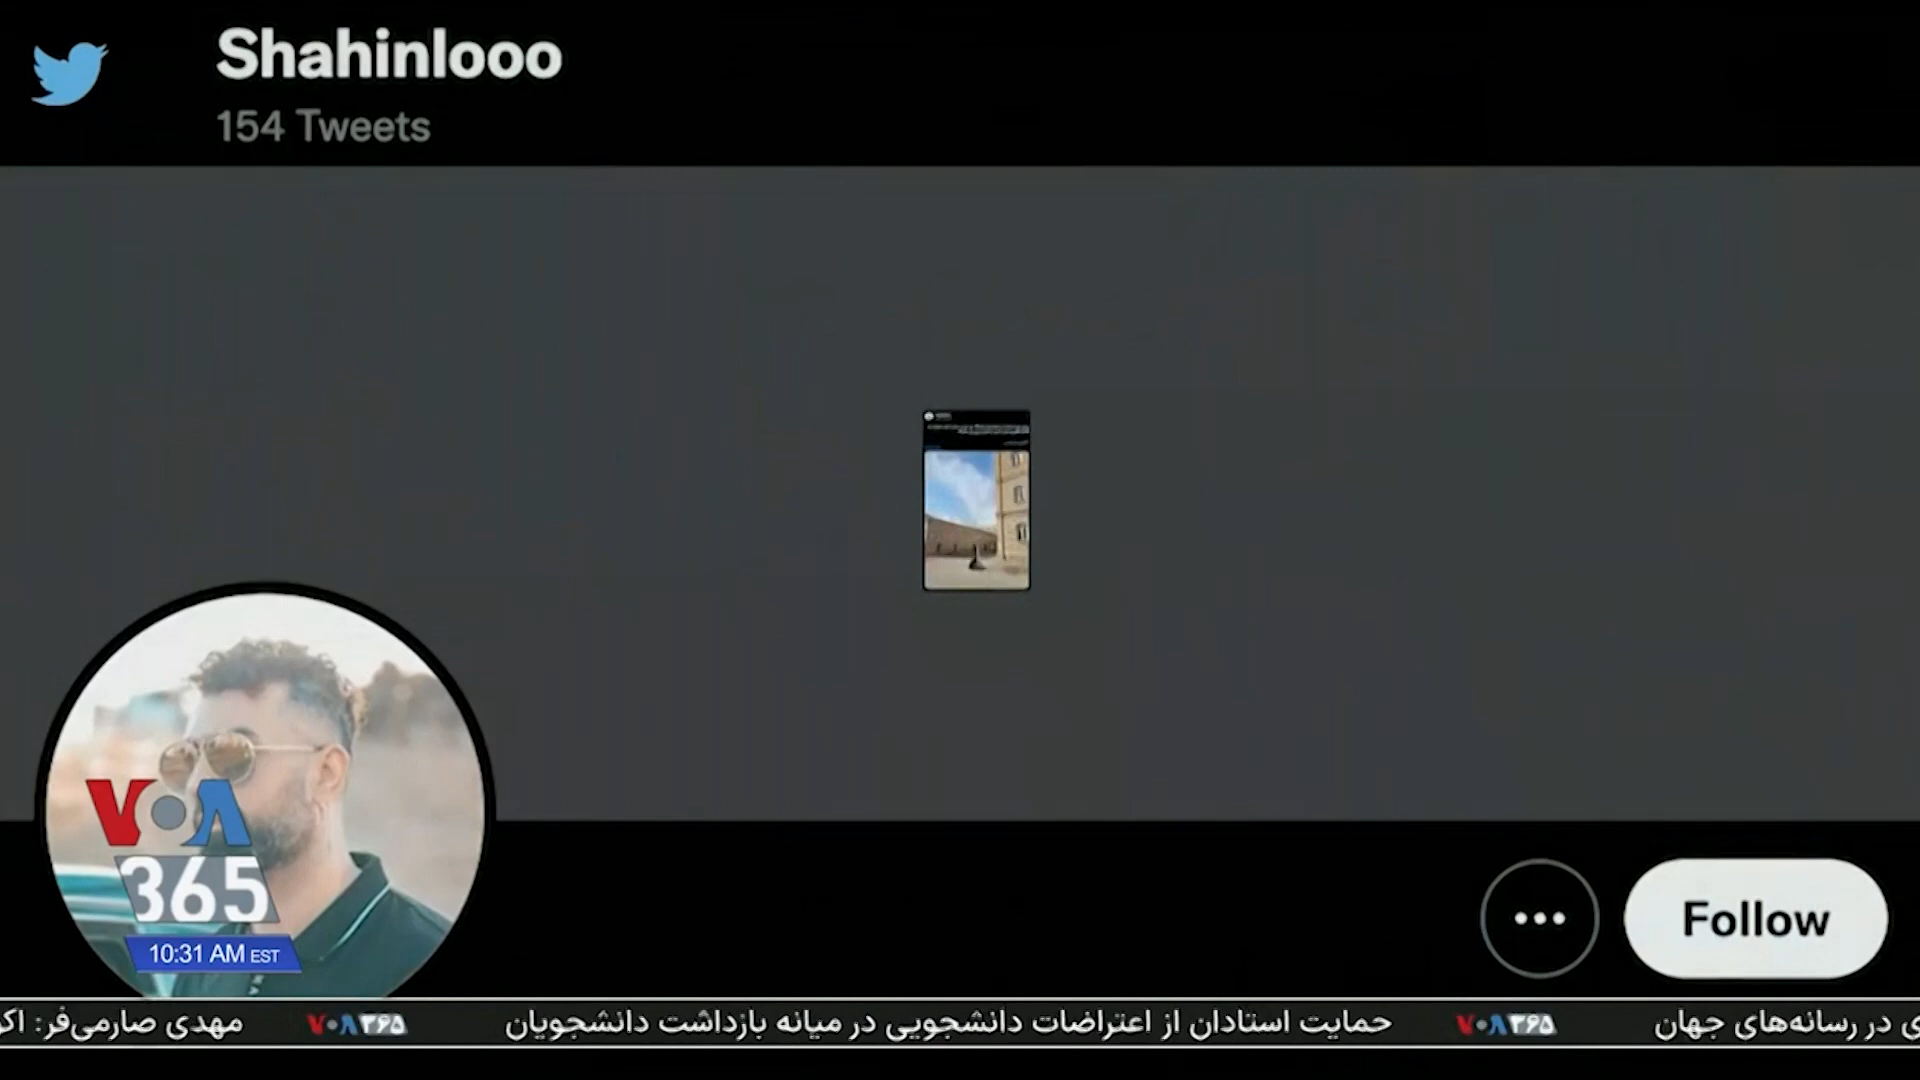 Shahinlooo
154 Tweets
VOA
365
10:31 AM EST
Follow
ی در رسانه‌های جهان
VOA۳۶۵
حمایت استادان از اعتراضات دانشجویی در میانه بازداشت دانشجویان
VOA۳۶۵
مهدی صارمی‌فر: اک